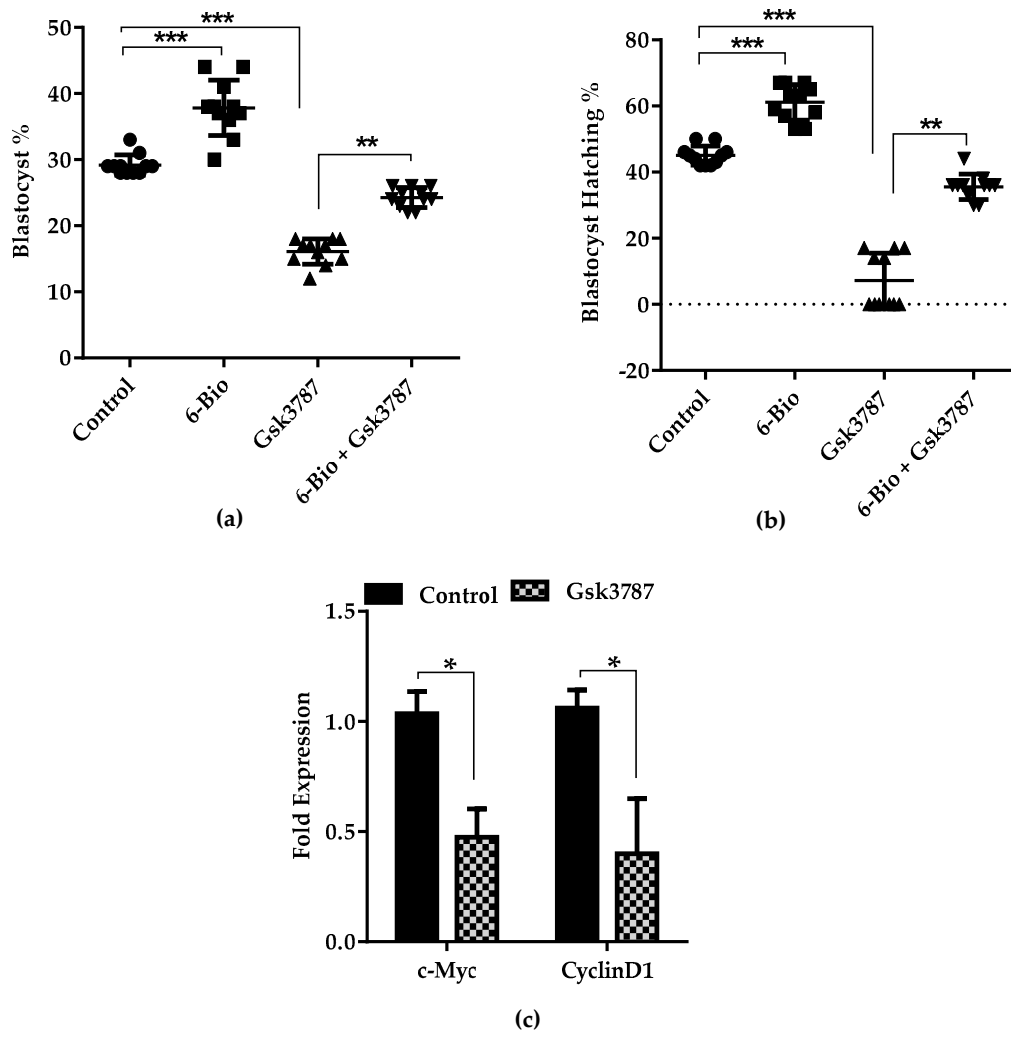 50
40
30
20
10
0
Blastocyst %
***
***
**
Control
6-Bio
Gsk3787
6-Bio + Gsk3787
(a)
80
60
40
20
0
-20
Blastocyst Hatching %
***
***
**
Control
6-Bio
Gsk3787
6-Bio + Gsk3787
(b)
Control Gsk3787
1.5
1.0
0.5
0.0
Fold Expression
*
*
c-Myc CyclinD1
(c)